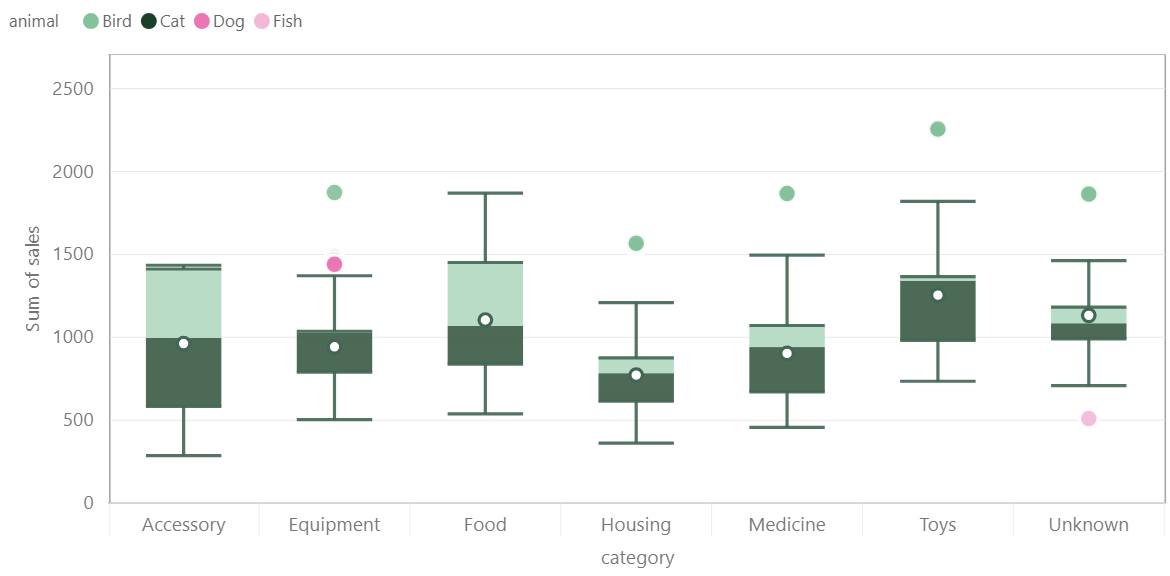 animal Bird Cat Dog Fish
Sum of sales
2500
2000
1500
1000
500
0
Accessory Equipment Food Housing Medicine Toys Unknown
category